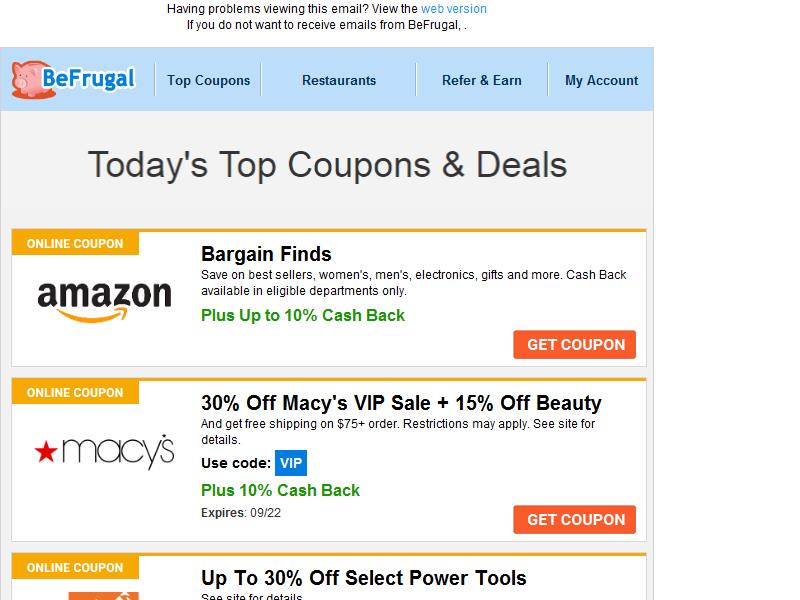 Having problems viewing this email? View the web version
If you do not want to receive emails from BeFrugal, .
BeFrugal
Top Coupons
Restaurants
Refer & Earn
My Account
Today's Top Coupons & Deals
ONLINE COUPON
amazon
Bargain Finds
Save on best sellers, women's, men's, electronics, gifts and more. Cash Back
available in eligible departments only.
Plus Up to 10% Cash Back
GET COUPON
ONLINE COUPON
macy's
30% Off Macy's VIP Sale + 15% Off Beauty
And get free shipping on $75+ order. Restrictions may apply. See site for
details.
Use code: VIP
Plus 10% Cash Back
Expires: 09/22
GET COUPON
ONLINE COUPON
Up To 30% Off Select Power Tools
See site for details.